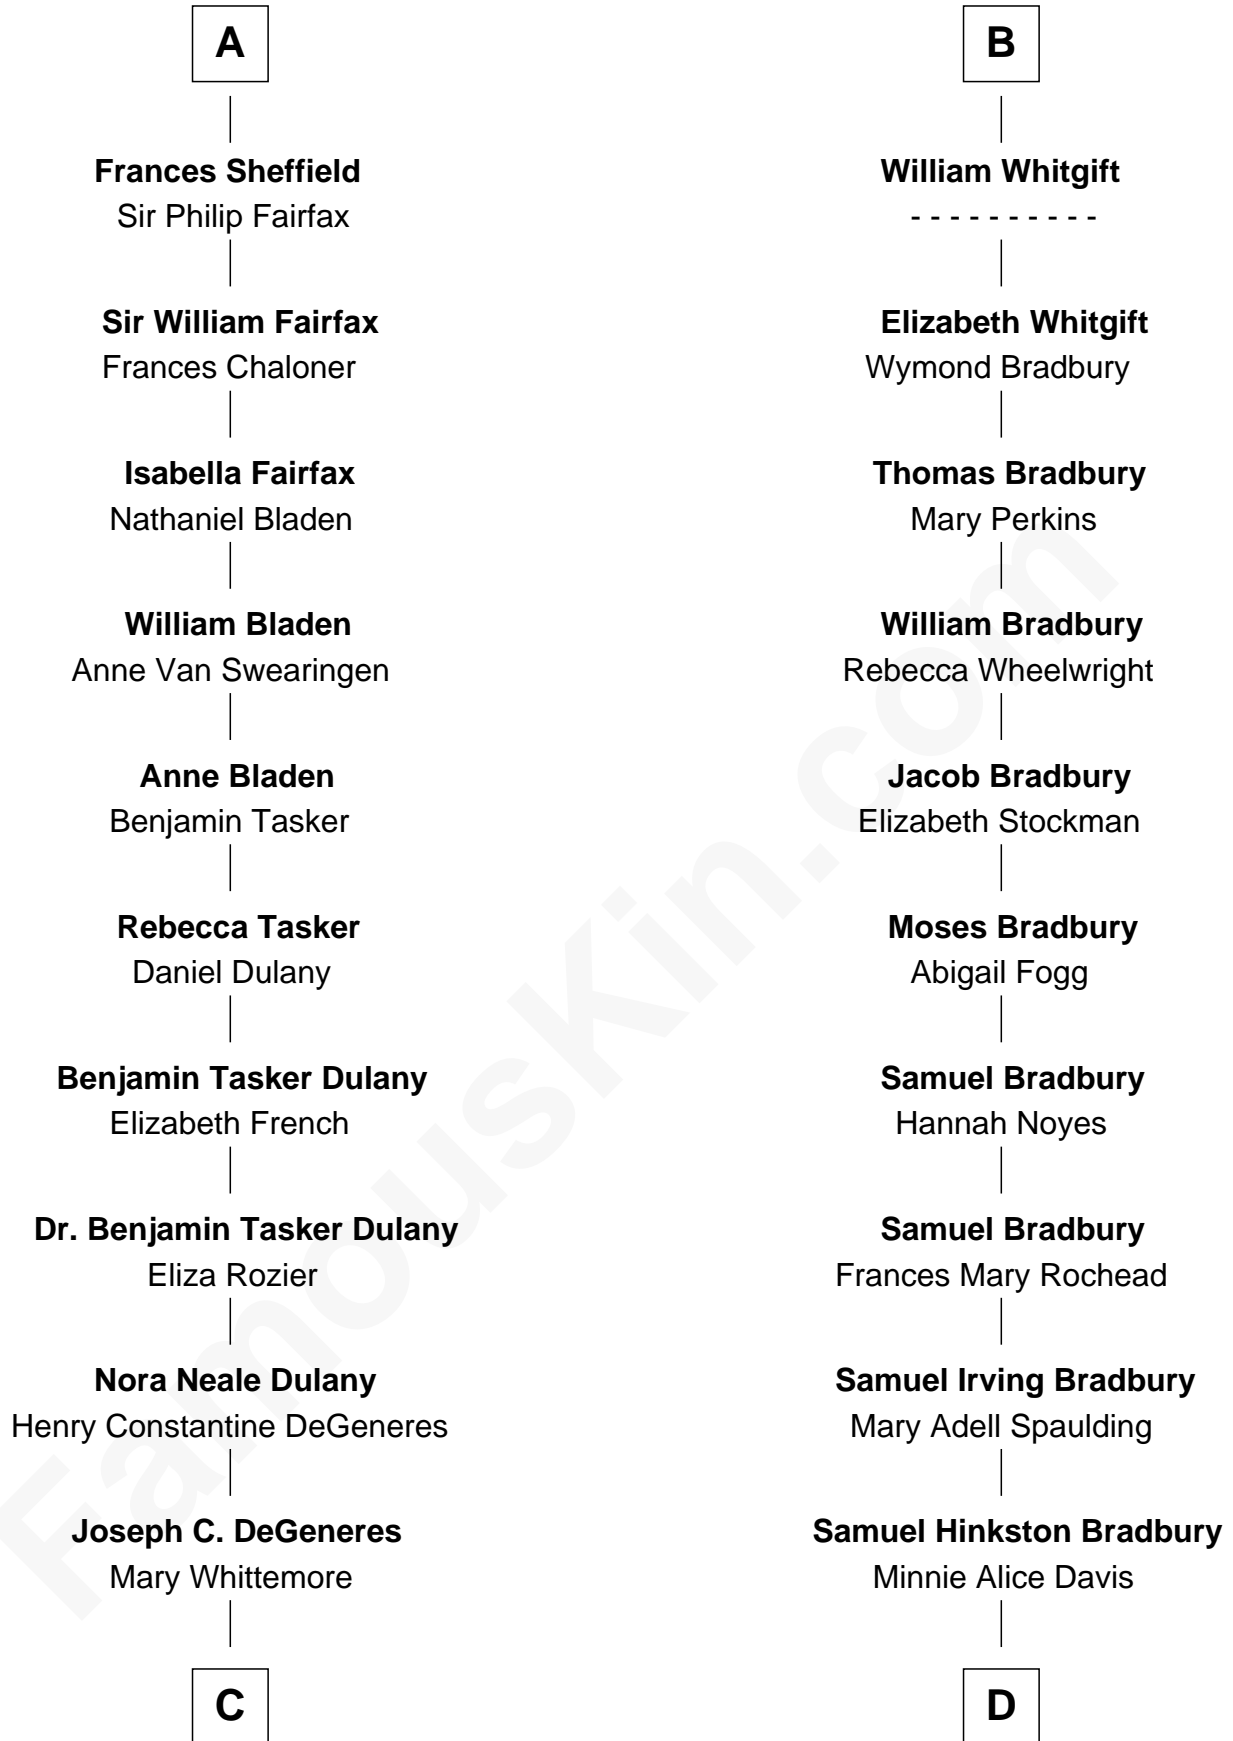 A
Frances Sheffield
Sir Philip Fairfax
Sir William Fairfax
Frances Chaloner
Isabella Fairfax
Nathaniel Bladen
William Bladen
Anne Van Swearingen
Anne Bladen
Benjamin Tasker
Rebecca Tasker
Daniel Dulany
Benjamin Tasker Dulany
Elizabeth French
Dr. Benjamin Tasker Dulany
Eliza Rozier
Nora Neale Dulany
Henry Constantine DeGeneres
Joseph C. DeGeneres
Mary Whittemore
C
B
William Whitgift
- - - - - - - - - -
Elizabeth Whitgift
Wymond Bradbury
Thomas Bradbury
Mary Perkins
William Bradbury
Rebecca Wheelwright
Jacob Bradbury
Elizabeth Stockman
Moses Bradbury
Abigail Fogg
Samuel Bradbury
Hannah Noyes
Samuel Bradbury
Frances Mary Rochead
Samuel Irving Bradbury
Mary Adell Spaulding
Samuel Hinkston Bradbury
Minnie Alice Davis
D
FamousKin.com